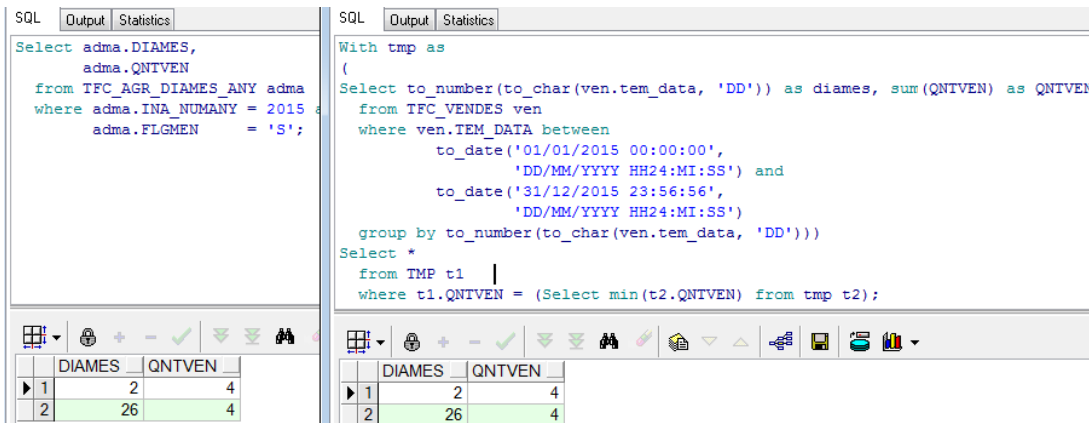 SQL Output Statistics
Select adma.DIAMES,
adma.QNTVEN
from TFC_AGR_DIAMES_ANY adma
where adma.INA_NUMANY = 2015
adma.FLGMEN = 'S';
DIAMES QNTVEN
1 2 4
2 26 4
SQL Output Statistics
With tmp as
(
Select to_number(to_char(ven.tem_data, 'DD')) as diames, sum(QNTVEN) as QNTVEN
from TFC_VENDES ven
where ven.TEM_DATA between
to_date('01/01/2015 00:00:00',
'DD/MM/YYYY HH24:MI:SS') and
to_date('31/12/2015 23:56:56',
'DD/MM/YYYY HH24:MI:SS')
group by to_number(to_char(ven.tem_data, 'DD')))
Select *
from TMP t1
where t1.QNTVEN = (Select min(t2.QNTVEN) from tmp t2);
DIAMES QNTVEN
1 2 4
2 26 4